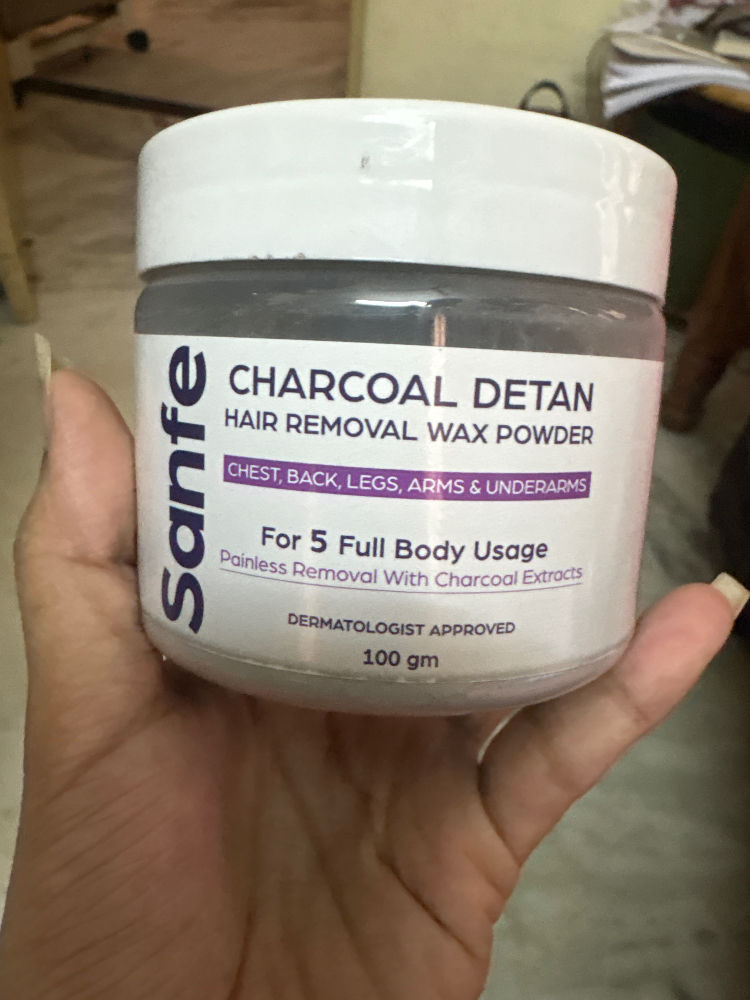 Sanfe
CHARCOAL DETAN
HAIR REMOVAL WAX POWDER
CHEST, BACK, LEGS, ARMS & UNDERARMS
For 5 Full Body Usage
Painless Removal With Charcoal Extracts
DERMATOLOGIST APPROVED
100 gm